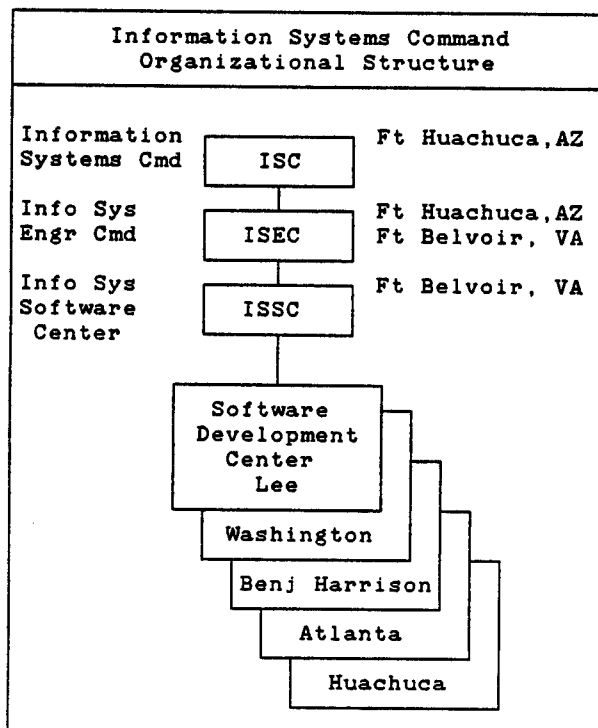 Information Systems Command
Organizational Structure
Information
Systems Cmd
ISC
Ft Huachuca,AZ
Info Sys
Engr Cmd
ISEC
Ft Huachuca,AZ
Ft Belvoir, VA
Info Sys
Software
Center
ISSC
Ft Belvoir, VA
Software
Development
Center
Lee
Washington
Benj Harrison
Atlanta
Huachuca